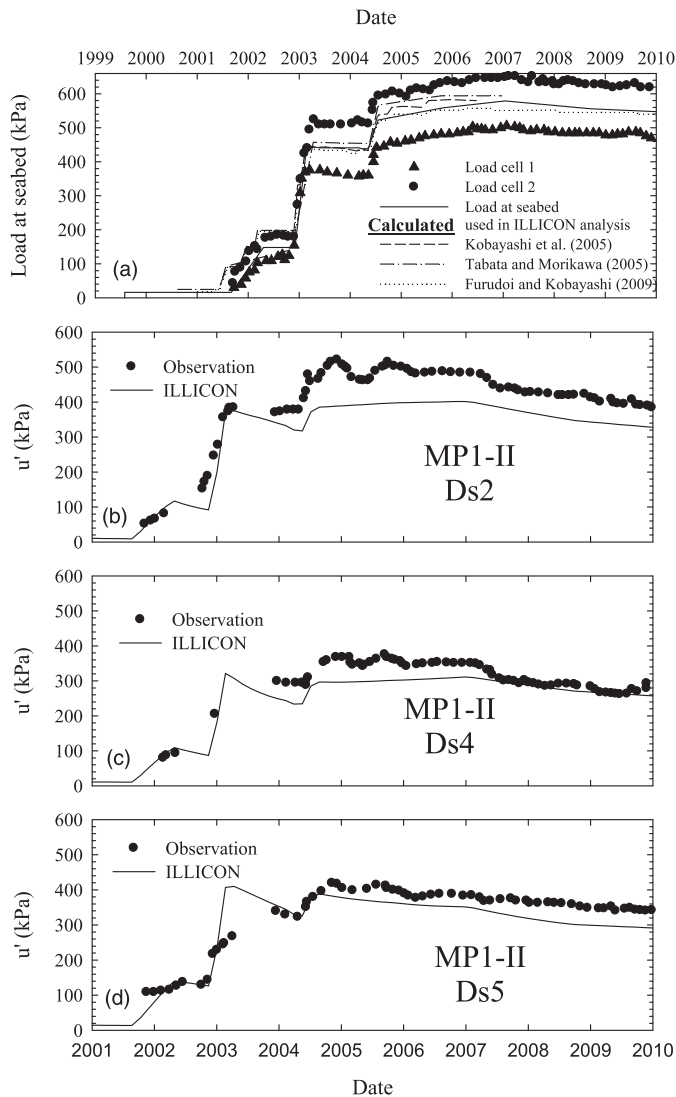 Date
1999 2000 2001 2002 2003 2004 2005 2006 2007 2008 2009 2010
Load at seabed (kPa)
600
500
400
300
200
100
0
(a)
Load cell 1
Load cell 2
Load at seabed
Calculated used in ILLICON analysis
Kobayashi et al. (2005)
Tabata and Morikawa (2005)
Furudoi and Kobayashi (2009)
u' (kPa)
600
500
400
300
200
100
0
Observation
ILLICON
(b)
MP1-II
Ds2
u' (kPa)
600
500
400
300
200
100
0
Observation
ILLICON
(c)
MP1-II
Ds4
u' (kPa)
600
500
400
300
200
100
0
Observation
ILLICON
(d)
MP1-II
Ds5
2001 2002 2003 2004 2005 2006 2007 2008 2009 2010
Date